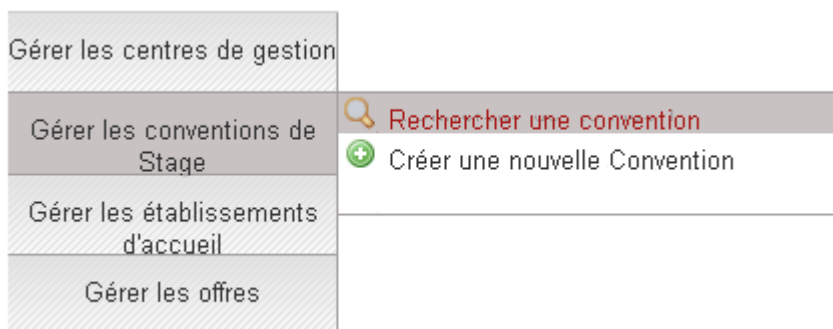 Gérer les centres de gestion
Gérer les conventions de
Stage
Rechercher une convention
Créer une nouvelle Convention
Gérer les établissements
d'accueil
Gérer les offres